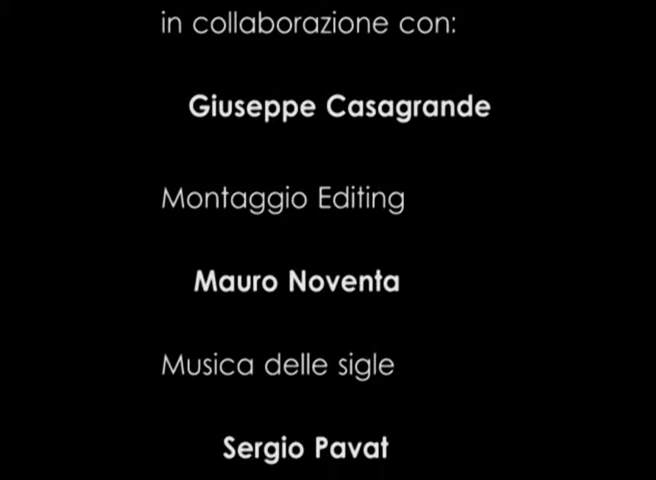 in collaborazione con:
Giuseppe Casagrande
Montaggio Editing
Mauro Noventa
Musica delle sigle
Sergio Pavat